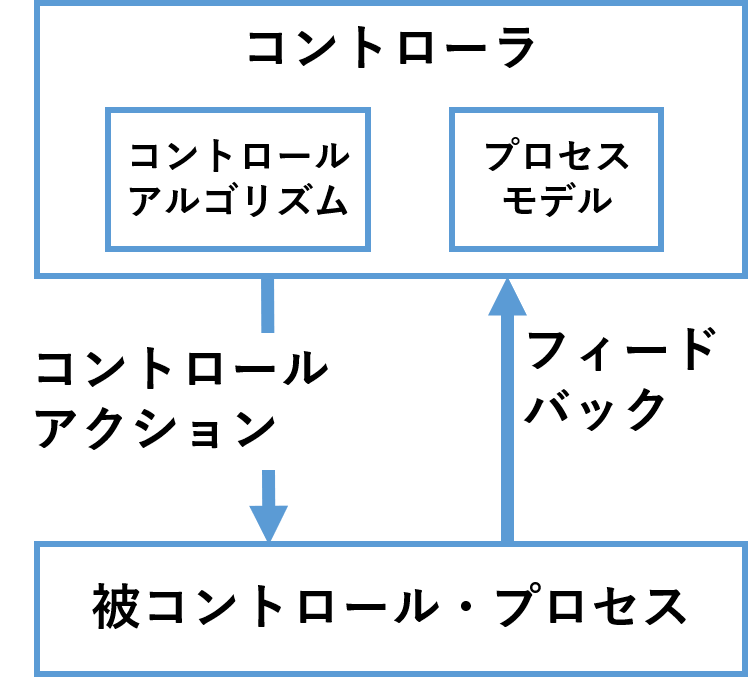 コントローラ
コントロール
アルゴリズム
プロセス
モデル
コントロール
アクション
フィード
バック
被コントロール・プロセス